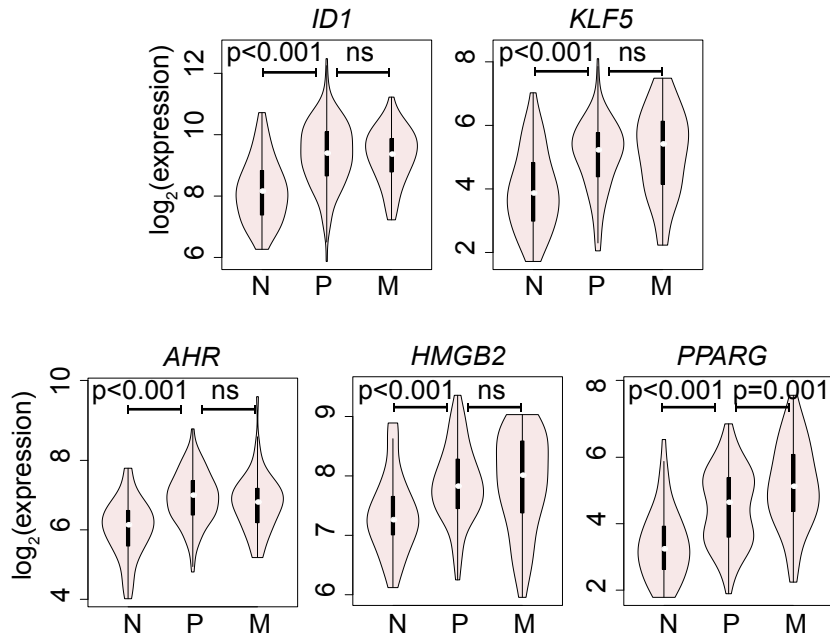 ID1
KLF5
p<0.001 ns
p<0.001 ns
log2(expression)
12
10
8
6
8
6
4
2
N P M
N P M
AHR
HMGB2
PPARG
p<0.001 ns
p<0.001 ns
p<0.001 p=0.001
log2(expression)
10
8
6
4
9
8
7
6
8
6
4
2
N P M
N P M
N P M